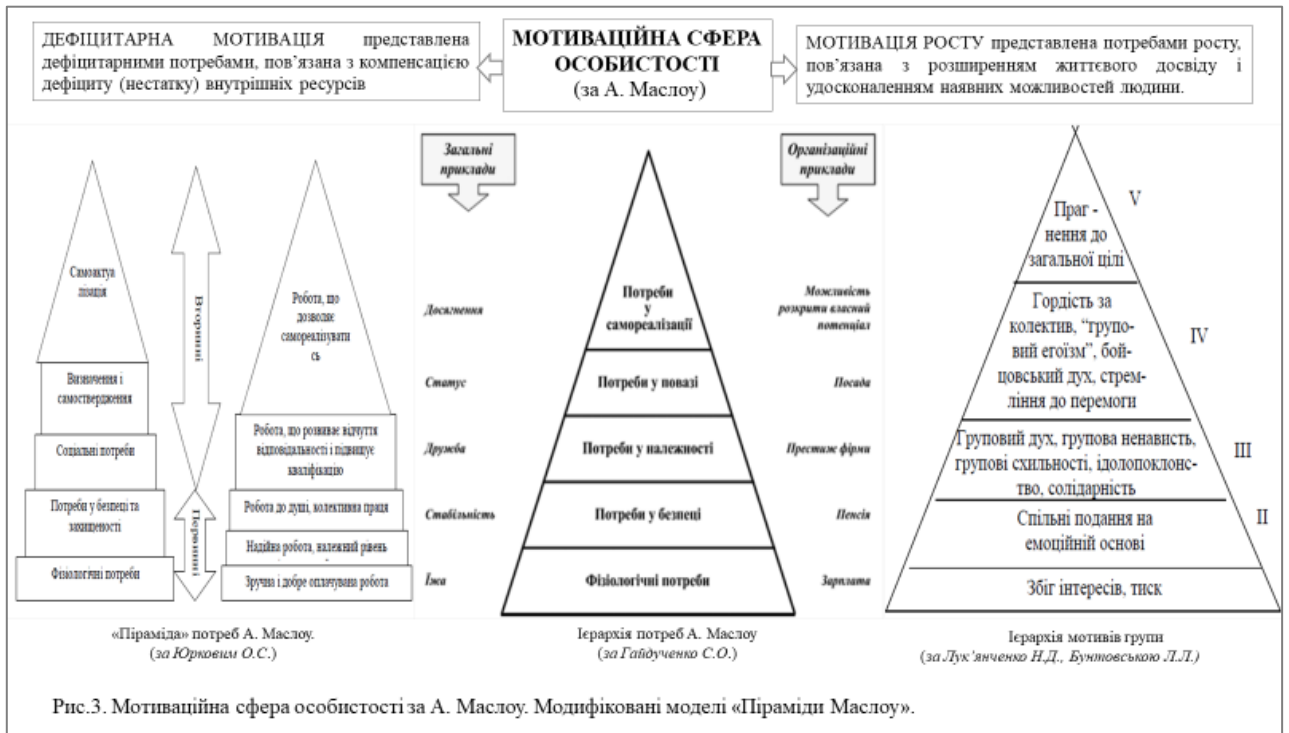 ДЕФІЦИТАРНА МОТИВАЦІЯ представлена
дефіцитарними потребами, пов’язана з компенсацією
дефіциту (нестатку) внутрішніх ресурсів
МОТИВАЦІЙНА СФЕРА
ОСОБИСТОСТІ
(за А. Маслоу)
МОТИВАЦІЯ РОСТУ представлена потребами росту,
пов’язана з розширенням життєвого досвіду і
удосконаленням наявних можливостей людини.
Самоактуа
лізація
Визначення і
самоствердження
Соціальні потреби
Потреби у безпеці та
захищеності
Фізіологічні потреби
Вторинні
Первинні
Робота, що
дозволяє
самореалізувати
сь
Робота, що розвиває відчуття
відповідальності і підвищує
кваліфікацію
Робота до душі, колективна праця
Надійна робота, належний рівень
Зручна і добре оплачувана робота
«Піраміда» потреб А. Маслоу.
(за Юрковим О.С.)
Загальні
приклади
Досягнення
Статус
Дружба
Стабільність
Їжа
Потреби
у
самореалізації
Потреби у повазі
Потреби у належності
Потреби у безпеці
Фізіологічні потреби
Організаційні
приклади
Можливість
розкрити власний
потенціал
Посада
Престиж фірми
Пенсія
Зарплата
Ієрархія потреб А. Маслоу
(за Гайдученко С.О.)
V
Праг -
нення до
загальної цілі
IV
Гордість за
колектив, “групо-
вий егоїзм”, бой-
цовський дух, стрем-
ління до перемоги
III
Груповий дух, групова ненависть,
групові схильності, ідолопоклонс-
тво, солідарність
II
Спільні подання на
емоційній основі
Збіг інтересів, тиск
Ієрархія мотивів групи
(за Лук’янченко Н.Д., Бунтовською Л.Л.)
Рис.3. Мотиваційна сфера особистості за А. Маслоу. Модифіковані моделі «Піраміди Маслоу».